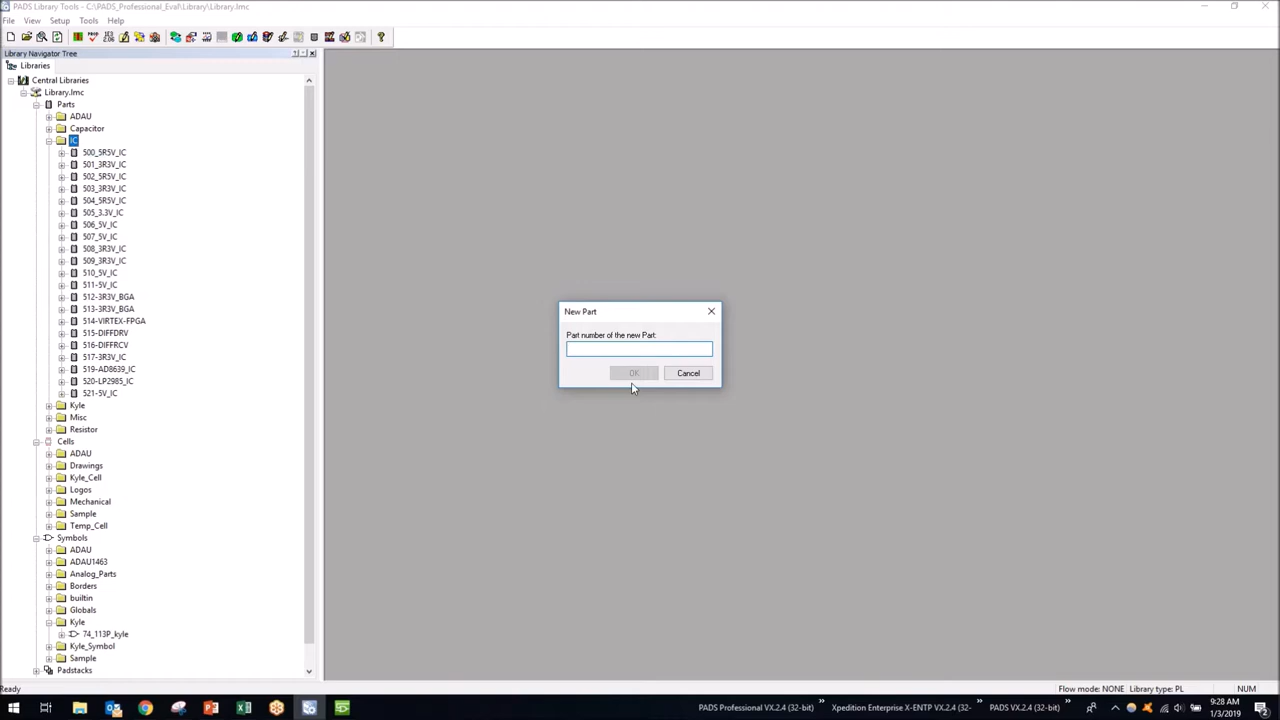 PADS Library Tools - C:\PADS_Professional_Eval\Library\Library.lmc
File View Setup Tools Help
Library Navigator Tree
Libraries
Central Libraries
Library.lmc
Parts
ADAU
Capacitor
IC
500_5R5V_IC
501_3R3V_IC
502_5R5V_IC
503_3R3V_IC
504_5R5V_IC
505_3.3V_IC
506_5V_IC
507_5V_IC
508_3R3V_IC
509_3R3V_IC
510_5V_IC
511-5V_IC
512-3R3V_BGA
513-3R3V_BGA
514-VIRTEX-FPGA
515-DIFFDRV
516-DIFFRCV
517-3R3V_IC
519-AD8639_IC
520-LP2985_IC
521-5V_IC
Kyle
Misc
Resistor
Cells
ADAU
Drawings
Kyle_Cell
Logos
Mechanical
Sample
Temp_Cell
Symbols
ADAU
ADAU1463
Analog_Parts
Borders
builtin
Globals
Kyle
74_113P_kyle
Kyle_Symbol
Sample
Padstacks
New Part
Part number of the new Part:
OK Cancel
Ready
Flow mode: NONE Library type: PL NUM
PADS Professional VX.2.4 (32-bit) Xpedition Enterprise X-ENTP VX.2.4 (32- PADS VX.2.4 (32-bit)
9:28 AM
1/3/2019